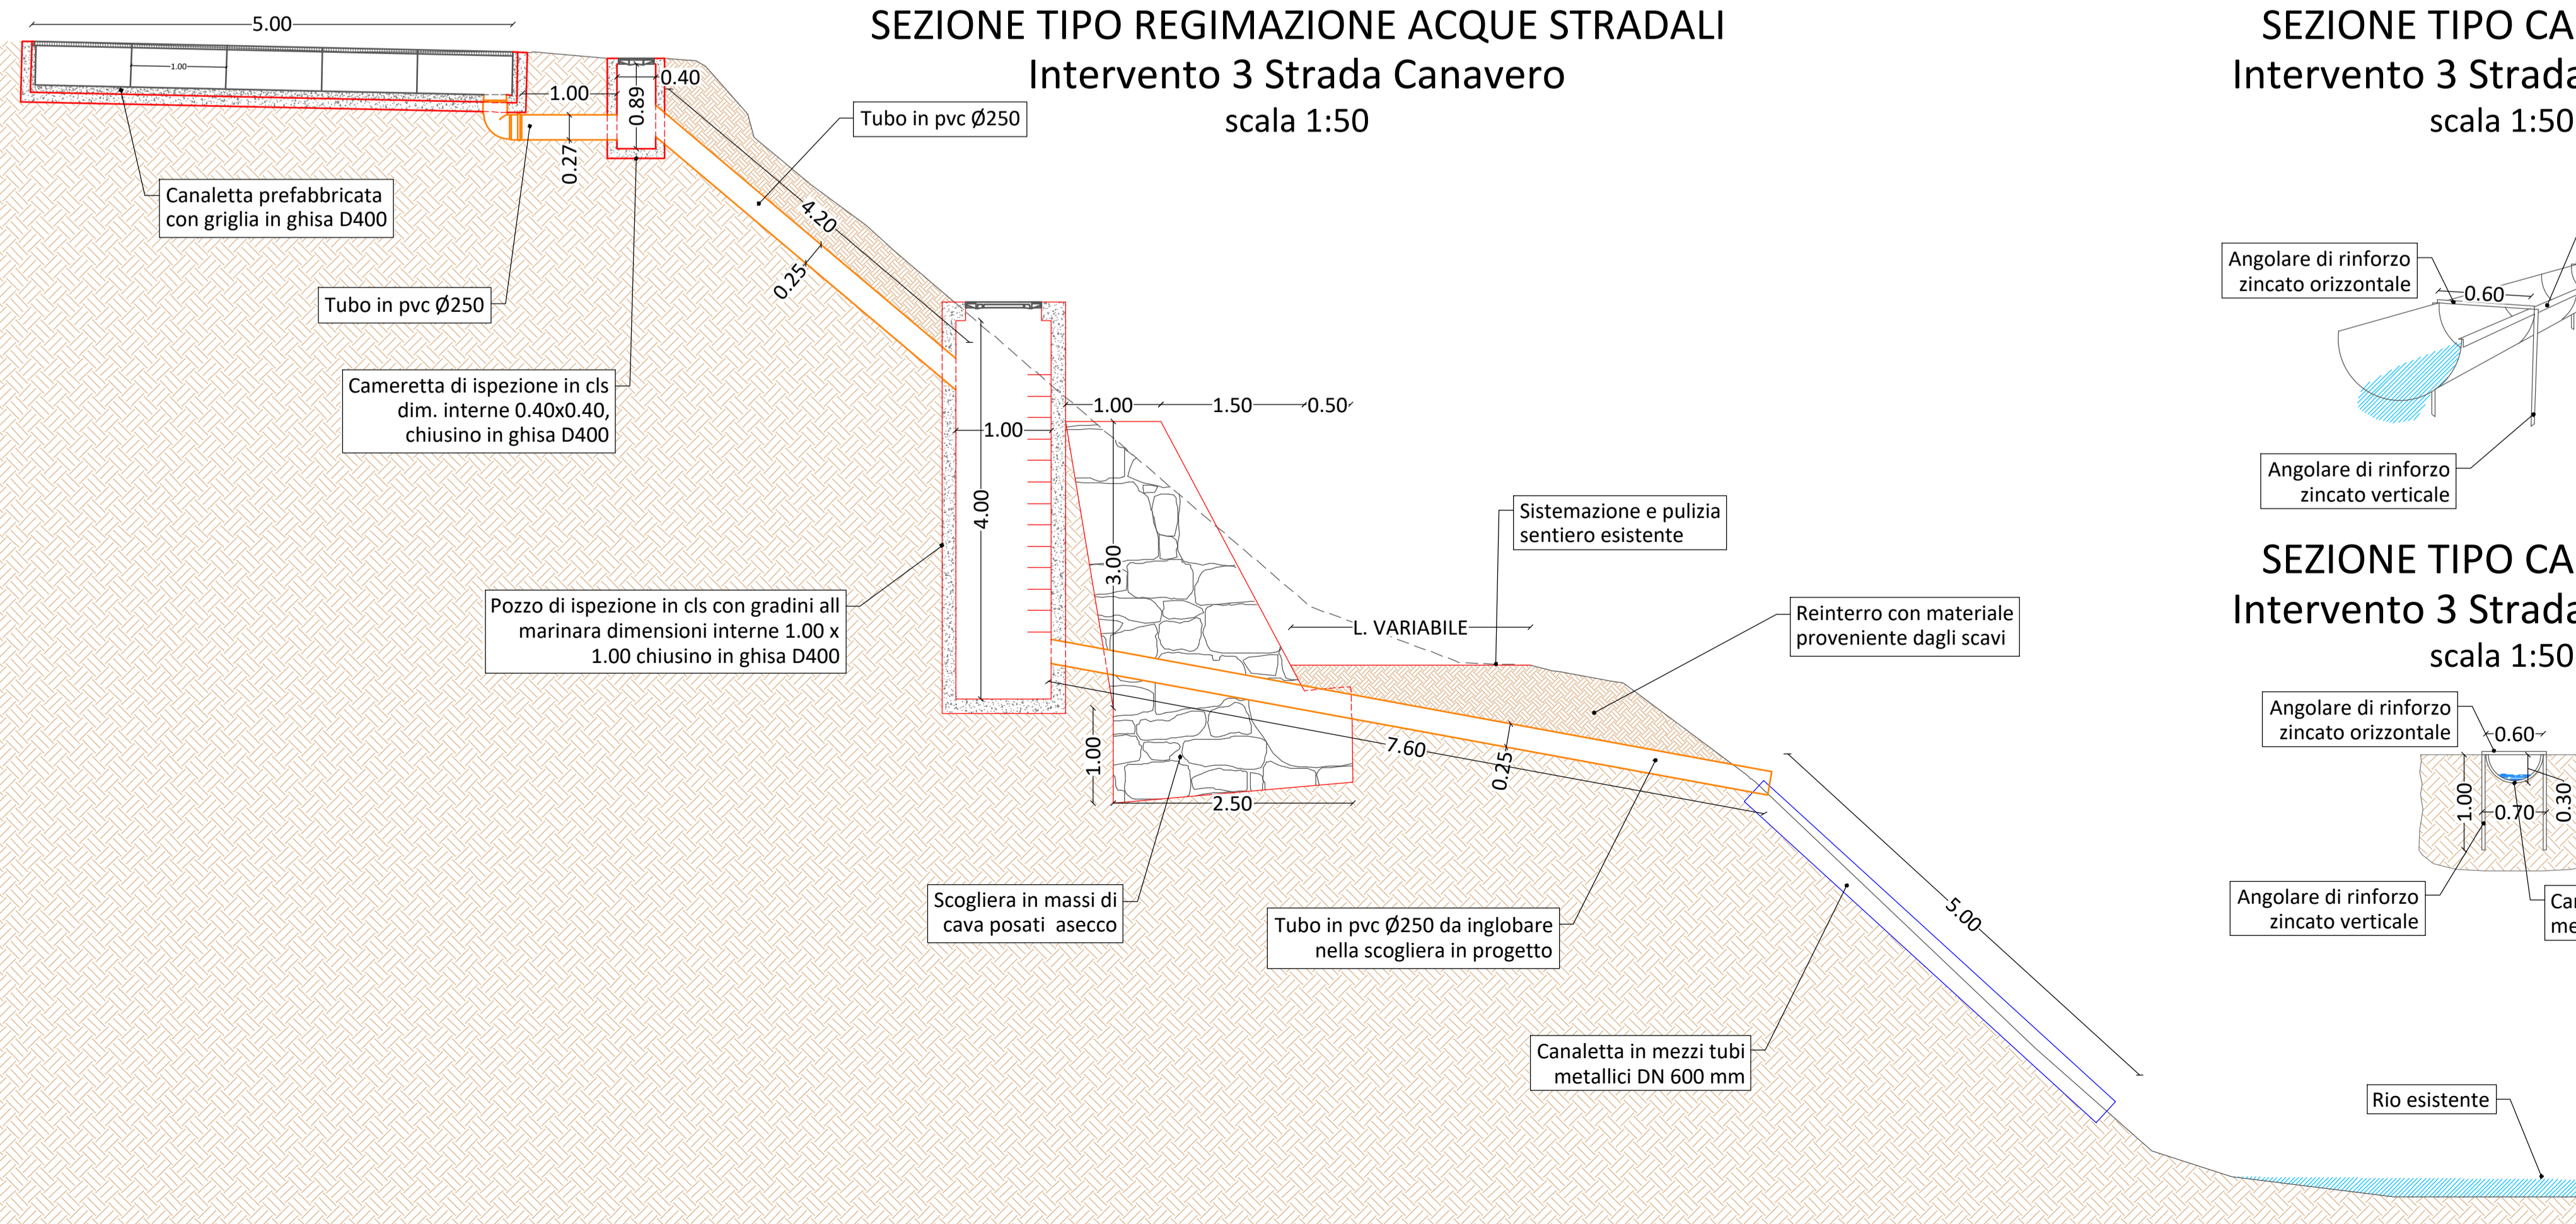 SEZIONE TIPO REGIMAZIONE ACQUE STRADALI
Intervento 3 Strada Canavero
scala 1:50
5.00
1.00
1.00
0.40
0.89
0.27
Tubo in pvc Ø250
Canaletta prefabbricata
con griglia in ghisa D400
Tubo in pvc Ø250
4.20
0.25
Cameretta di ispezione in cls
dim. interne 0.40x0.40,
chiusino in ghisa D400
1.00
1.50
0.50
1.00
4.00
3.00
Pozzo di ispezione in cls con gradini all
marinara dimensioni interne 1.00 x
1.00 chiusino in ghisa D400
Sistemazione e pulizia
sentiero esistente
L. VARIABILE
Reinterro con materiale
proveniente dagli scavi
1.00
7.60
0.25
2.50
Scogliera in massi di
cava posati  asecco
Tubo in pvc Ø250 da inglobare
nella scogliera in progetto
5.00
Canaletta in mezzi tubi
metallici DN 600 mm
Rio esistente
SEZIONE TIPO CA
Intervento 3 Strada
scala 1:50
Angolare di rinforzo
zincato orizzontale
0.60
Angolare di rinforzo
zincato verticale
SEZIONE TIPO CA
Intervento 3 Strada
scala 1:50
Angolare di rinforzo
zincato orizzontale
0.60
1.00
0.70
0.30
Angolare di rinforzo
zincato verticale
Ca
me